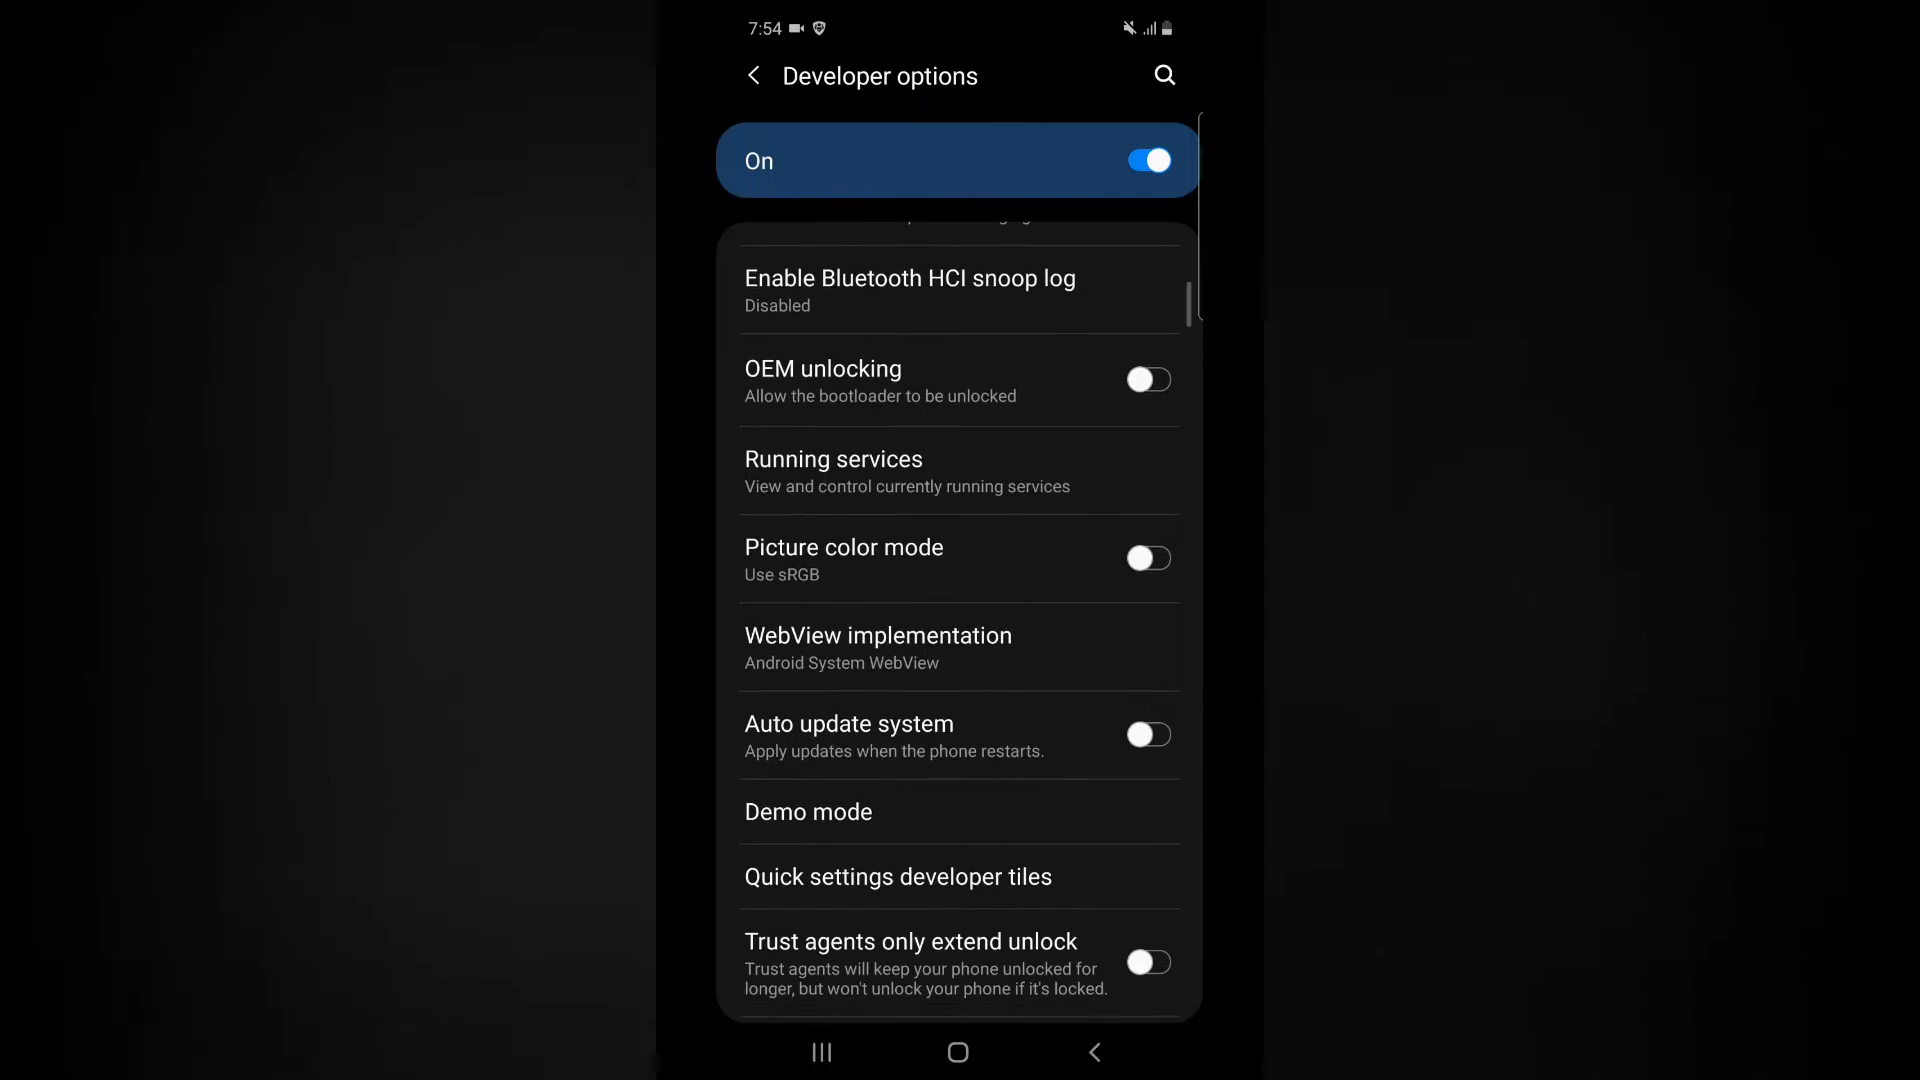 7:54
Developer options
On
Enable Bluetooth HCI snoop log
Disabled
OEM unlocking
Allow the bootloader to be unlocked
Running services
View and control currently running services
Picture color mode
Use sRGB
WebView implementation
Android System WebView
Auto update system
Apply updates when the phone restarts.
Demo mode
Quick settings developer tiles
Trust agents only extend unlock
Trust agents will keep your phone unlocked for
longer, but won't unlock your phone if it's locked.